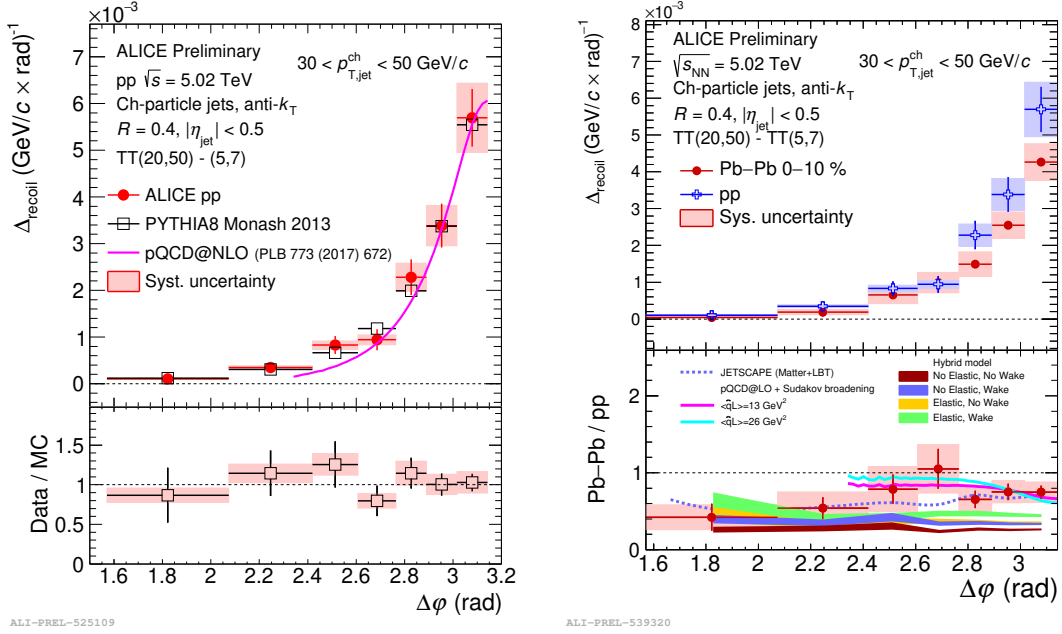 ×10⁻³
7
6
5
4
3
2
1
0
Δrecoil (GeV/c × rad)⁻¹
ALICE Preliminary
pp √s = 5.02 TeV
30 < p ch T,jet < 50 GeV/c
Ch-particle jets, anti-kT
R = 0.4, |ηjet| < 0.5
TT(20,50) - (5,7)
ALICE pp
PYTHIA8 Monash 2013
pQCD@NLO (PLB 773 (2017) 672)
Syst. uncertainty
Data / MC
1.5
1.0
0.5
0
1.6 1.8 2 2.2 2.4 2.6 2.8 3 3.2
Δφ (rad)
ALI-PREL-525109
×10⁻³
8
7
6
5
4
3
2
1
0
Δrecoil (GeV/c × rad)⁻¹
ALICE Preliminary
√sNN = 5.02 TeV
30 < p ch T,jet < 50 GeV/c
Ch-particle jets, anti-kT
R = 0.4, |ηjet| < 0.5
TT(20,50) - TT(5,7)
Pb–Pb 0–10 %
pp
Sys. uncertainty
Pb–Pb / pp
2
1
0
JETSCAPE (Matter+LBT)
pQCD@LO + Sudakov broadening
<q̂L>=13 GeV²
<q̂L>=26 GeV²
Hybrid model
No Elastic, No Wake
No Elastic, Wake
Elastic, No Wake
Elastic, Wake
1.6 1.8 2 2.2 2.4 2.6 2.8 3
Δφ (rad)
ALI-PREL-539320